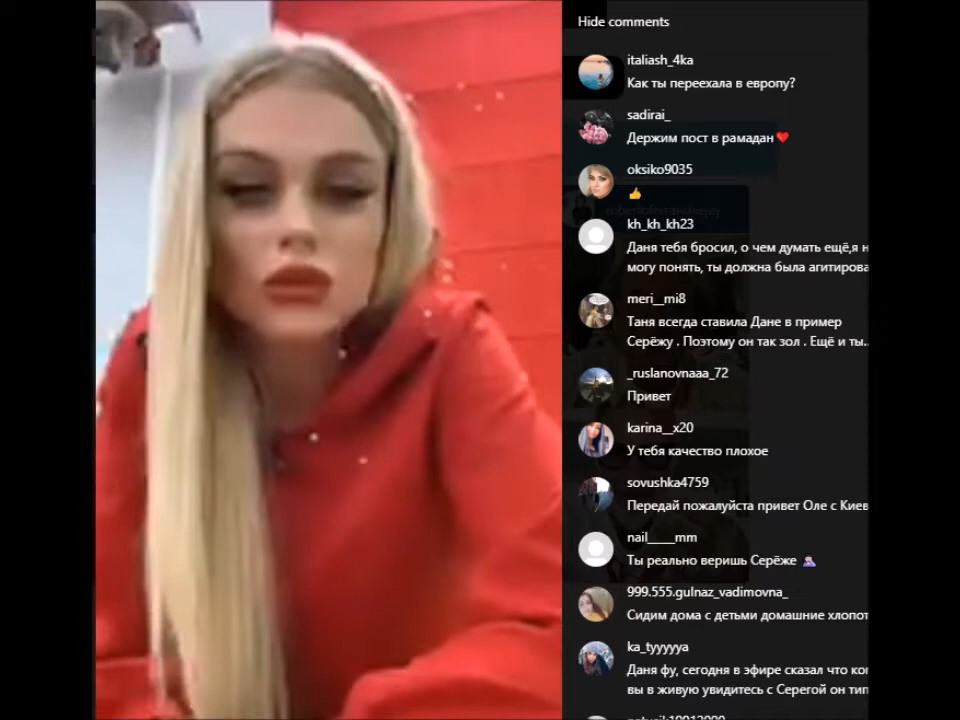 Hide comments
italiash_4ka
Как ты переехала в европу?
sadirai_
Держим пост в рамадан❤️
oksiko9035
👍
kh_kh_kh23
Даня тебя бросил, о чем думать ещё,я н
могу понять, ты должна была агитирова
meri__mi8
Таня всегда ставила Дане в пример
Серёжу . Поэтому он так зол . Ещё и ты..
_ruslanovnaaa_72
Привет
karina__x20
У тебя качество плохое
sovushka4759
Передай пожалуйста привет Оле с Киев
nail____mm
Ты реально веришь Серёже 🤦🏻‍♀️
999.555.gulnaz_vadimovna_
Сидим дома с детьми домашние хлопот
ka_tyyyyya
Даня фу, сегодня в эфире сказал что ког
вы в живую увидитесь с Серегой он тип